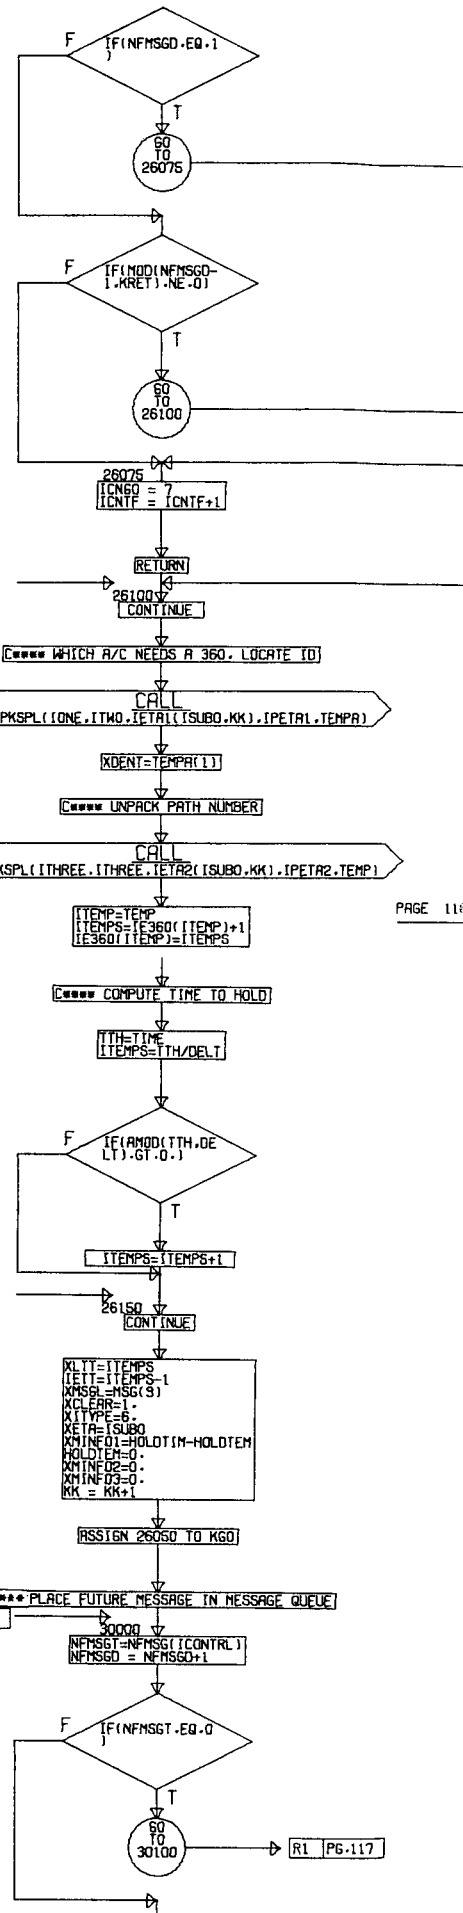 F
IF(NFMSGD.EQ.1
)
T
GO
TO
26075
F
IF(MOD(NFMSGD-
1.KRET).NE.0)
T
GO
TO
26100
26075
ICNGO = 7
ICNTF = ICNTF+1
RETURN
26100
CONTINUE
C**** WHICH A/C NEEDS A 360. LOCATE ID
CALL
PKSPL(IONE.ITWO.IETA1(ISUBO.KK).IPETA1.TEMPA)
XDENT=TEMPA(1)
C**** UNPACK PATH NUMBER
CALL
KSPL(ITHREE.ITHREE.IETA2(ISUBO.KK).IPETA2.TEMP)
ITEMP=TEMP
ITEMPS=IE360(ITEMP)+1
IE360(ITEMP)=ITEMPS
PAGE 11
C**** COMPUTE TIME TO HOLD
TTH=TIME
ITEMPS=TTH/DELT
F
IF(AMOD(TTH.DE
LT).GT.0.)
T
ITEMPS=ITEMPS+1
26150
CONTINUE
XLTT=ITEMPS
IETT=ITEMPS-1
XMSGL=MSG(9)
XCLEAR=1.
XITYPE=6.
XETA=ISUBO
XMINFO1=HOLDTIM-HOLDTEM
HOLDTEM=0.
XMINFO2=0.
XMINFO3=0.
KK = KK+1
ASSIGN 26050 TO KGO
*** PLACE FUTURE MESSAGE IN MESSAGE QUEUE
30000
NFMSGT=NFMSG(ICONTRL)
NFMSGD = NFMSGD+1
F
IF(NFMSGT.EQ.0
)
T
GO
TO
30100
R1 PG.117